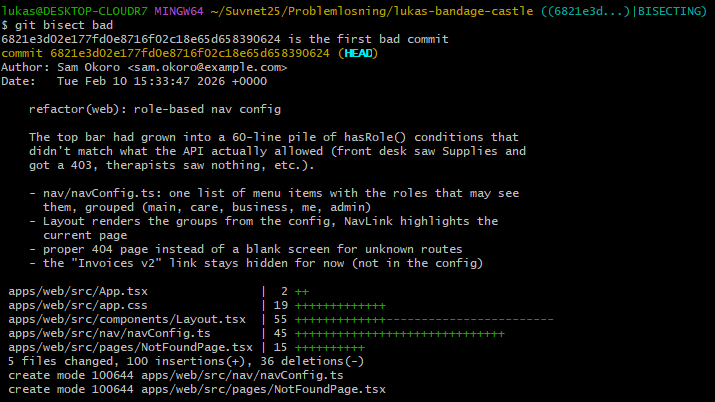 lukas@DESKTOP-CLOUDR7 MINGW64 ~/Suvnet25/Problemlosning/lukas-bandage-castle ((6821e3d...)|BISECTING)
$ git bisect bad
6821e3d02e177fd0e8716f02c18e65d658390624 is the first bad commit
commit 6821e3d02e177fd0e8716f02c18e65d658390624 (HEAD)
Author: Sam Okoro <sam.okoro@example.com>
Date:   Tue Feb 10 15:33:47 2026 +0000

    refactor(web): role-based nav config

    The top bar had grown into a 60-line pile of hasRole() conditions that
    didn't match what the API actually allowed (front desk saw Supplies and
    got a 403, therapists saw nothing, etc.).

    - nav/navConfig.ts: one list of menu items with the roles that may see
      them, grouped (main, care, business, me, admin)
    - Layout renders the groups from the config, NavLink highlights the
      current page
    - proper 404 page instead of a blank screen for unknown routes
    - the "Invoices v2" link stays hidden for now (not in the config)

 apps/web/src/App.tsx                 |  2 ++
 apps/web/src/app.css                 | 19 +++++++++++++
 apps/web/src/components/Layout.tsx   | 55 +++++++++++++-----------------------
 apps/web/src/nav/navConfig.ts        | 45 ++++++++++++++++++++++++++++++
 apps/web/src/pages/NotFoundPage.tsx  | 15 ++++++++++
 5 files changed, 100 insertions(+), 36 deletions(-)
 create mode 100644 apps/web/src/nav/navConfig.ts
 create mode 100644 apps/web/src/pages/NotFoundPage.tsx